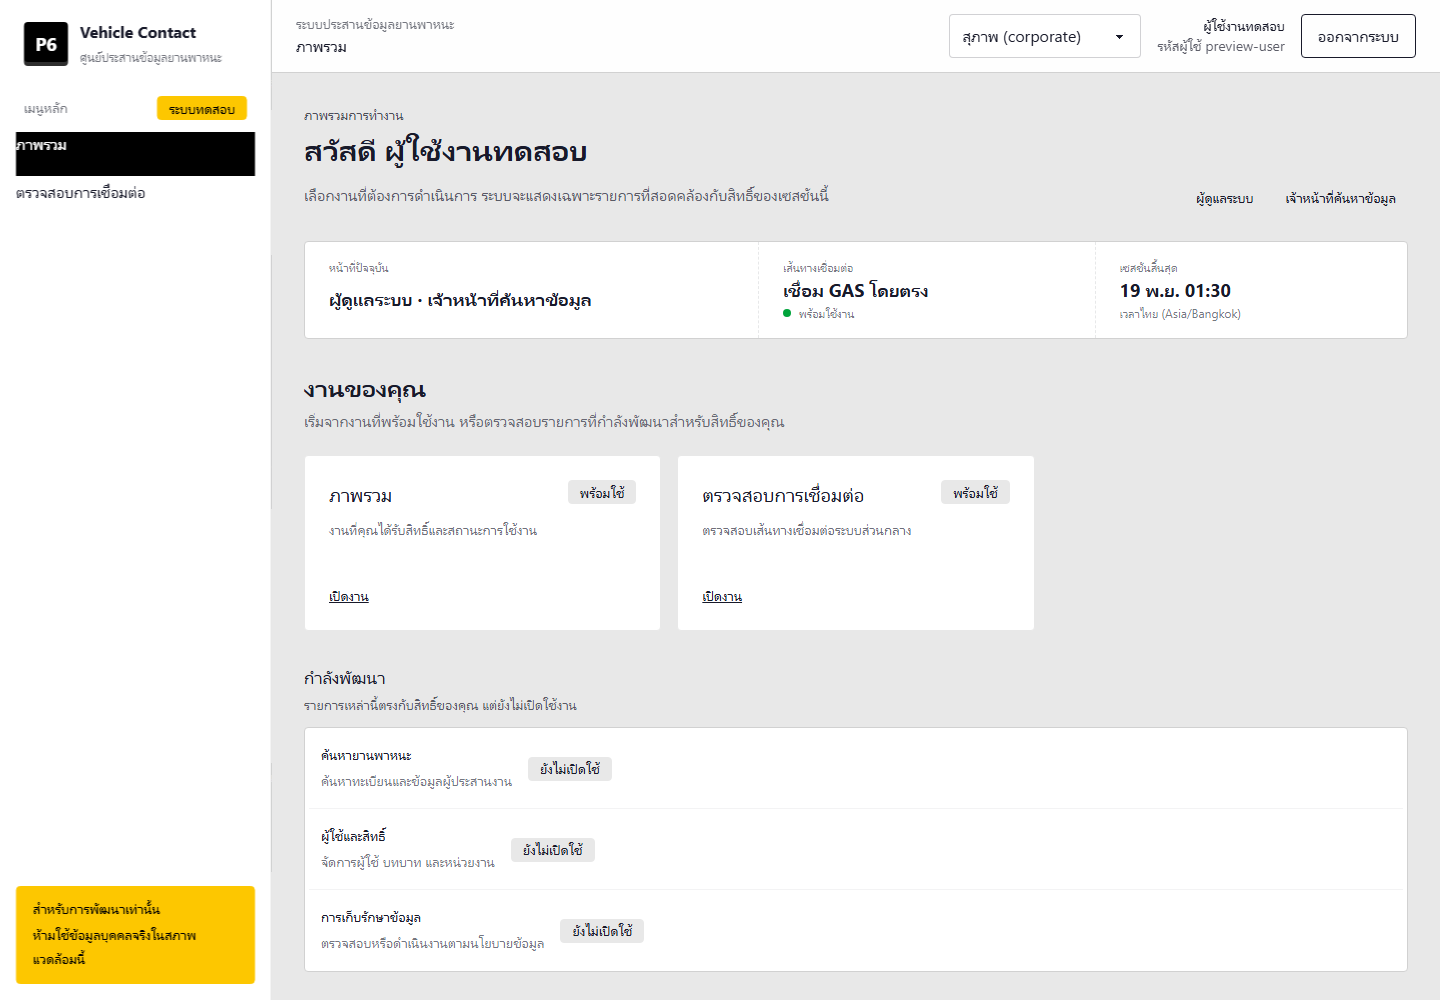 P6
Vehicle Contact
ศูนย์ประสานข้อมูลยานพาหนะ
เมนูหลัก
ระบบทดสอบ
ภาพรวม
ตรวจสอบการเชื่อมต่อ
สำหรับการพัฒนาเท่านั้น
ห้ามใช้ข้อมูลบุคคลจริงในสภาพ
แวดล้อมนี้
ระบบประสานข้อมูลยานพาหนะ
ภาพรวม
สุภาพ (corporate)
ผู้ใช้งานทดสอบ
รหัสผู้ใช้ preview-user
ออกจากระบบ
ภาพรวมการทำงาน
สวัสดี ผู้ใช้งานทดสอบ
เลือกงานที่ต้องการดำเนินการ ระบบจะแสดงเฉพาะรายการที่สอดคล้องกับสิทธิ์ของเซสชันนี้
ผู้ดูแลระบบ
เจ้าหน้าที่ค้นหาข้อมูล
หน้าที่ปัจจุบัน
ผู้ดูแลระบบ · เจ้าหน้าที่ค้นหาข้อมูล
เส้นทางเชื่อมต่อ
เชื่อม GAS โดยตรง
พร้อมใช้งาน
เซสชันสิ้นสุด
19 พ.ย. 01:30
เวลาไทย (Asia/Bangkok)
งานของคุณ
เริ่มจากงานที่พร้อมใช้งาน หรือตรวจสอบรายการที่กำลังพัฒนาสำหรับสิทธิ์ของคุณ
ภาพรวม
พร้อมใช้
งานที่คุณได้รับสิทธิ์และสถานะการใช้งาน
เปิดงาน
ตรวจสอบการเชื่อมต่อ
พร้อมใช้
ตรวจสอบเส้นทางเชื่อมต่อระบบส่วนกลาง
เปิดงาน
กำลังพัฒนา
รายการเหล่านี้ตรงกับสิทธิ์ของคุณ แต่ยังไม่เปิดใช้งาน
ค้นหายานพาหนะ
ค้นหาทะเบียนและข้อมูลผู้ประสานงาน
ยังไม่เปิดใช้
ผู้ใช้และสิทธิ์
จัดการผู้ใช้ บทบาท และหน่วยงาน
ยังไม่เปิดใช้
การเก็บรักษาข้อมูล
ตรวจสอบหรือดำเนินงานตามนโยบายข้อมูล
ยังไม่เปิดใช้